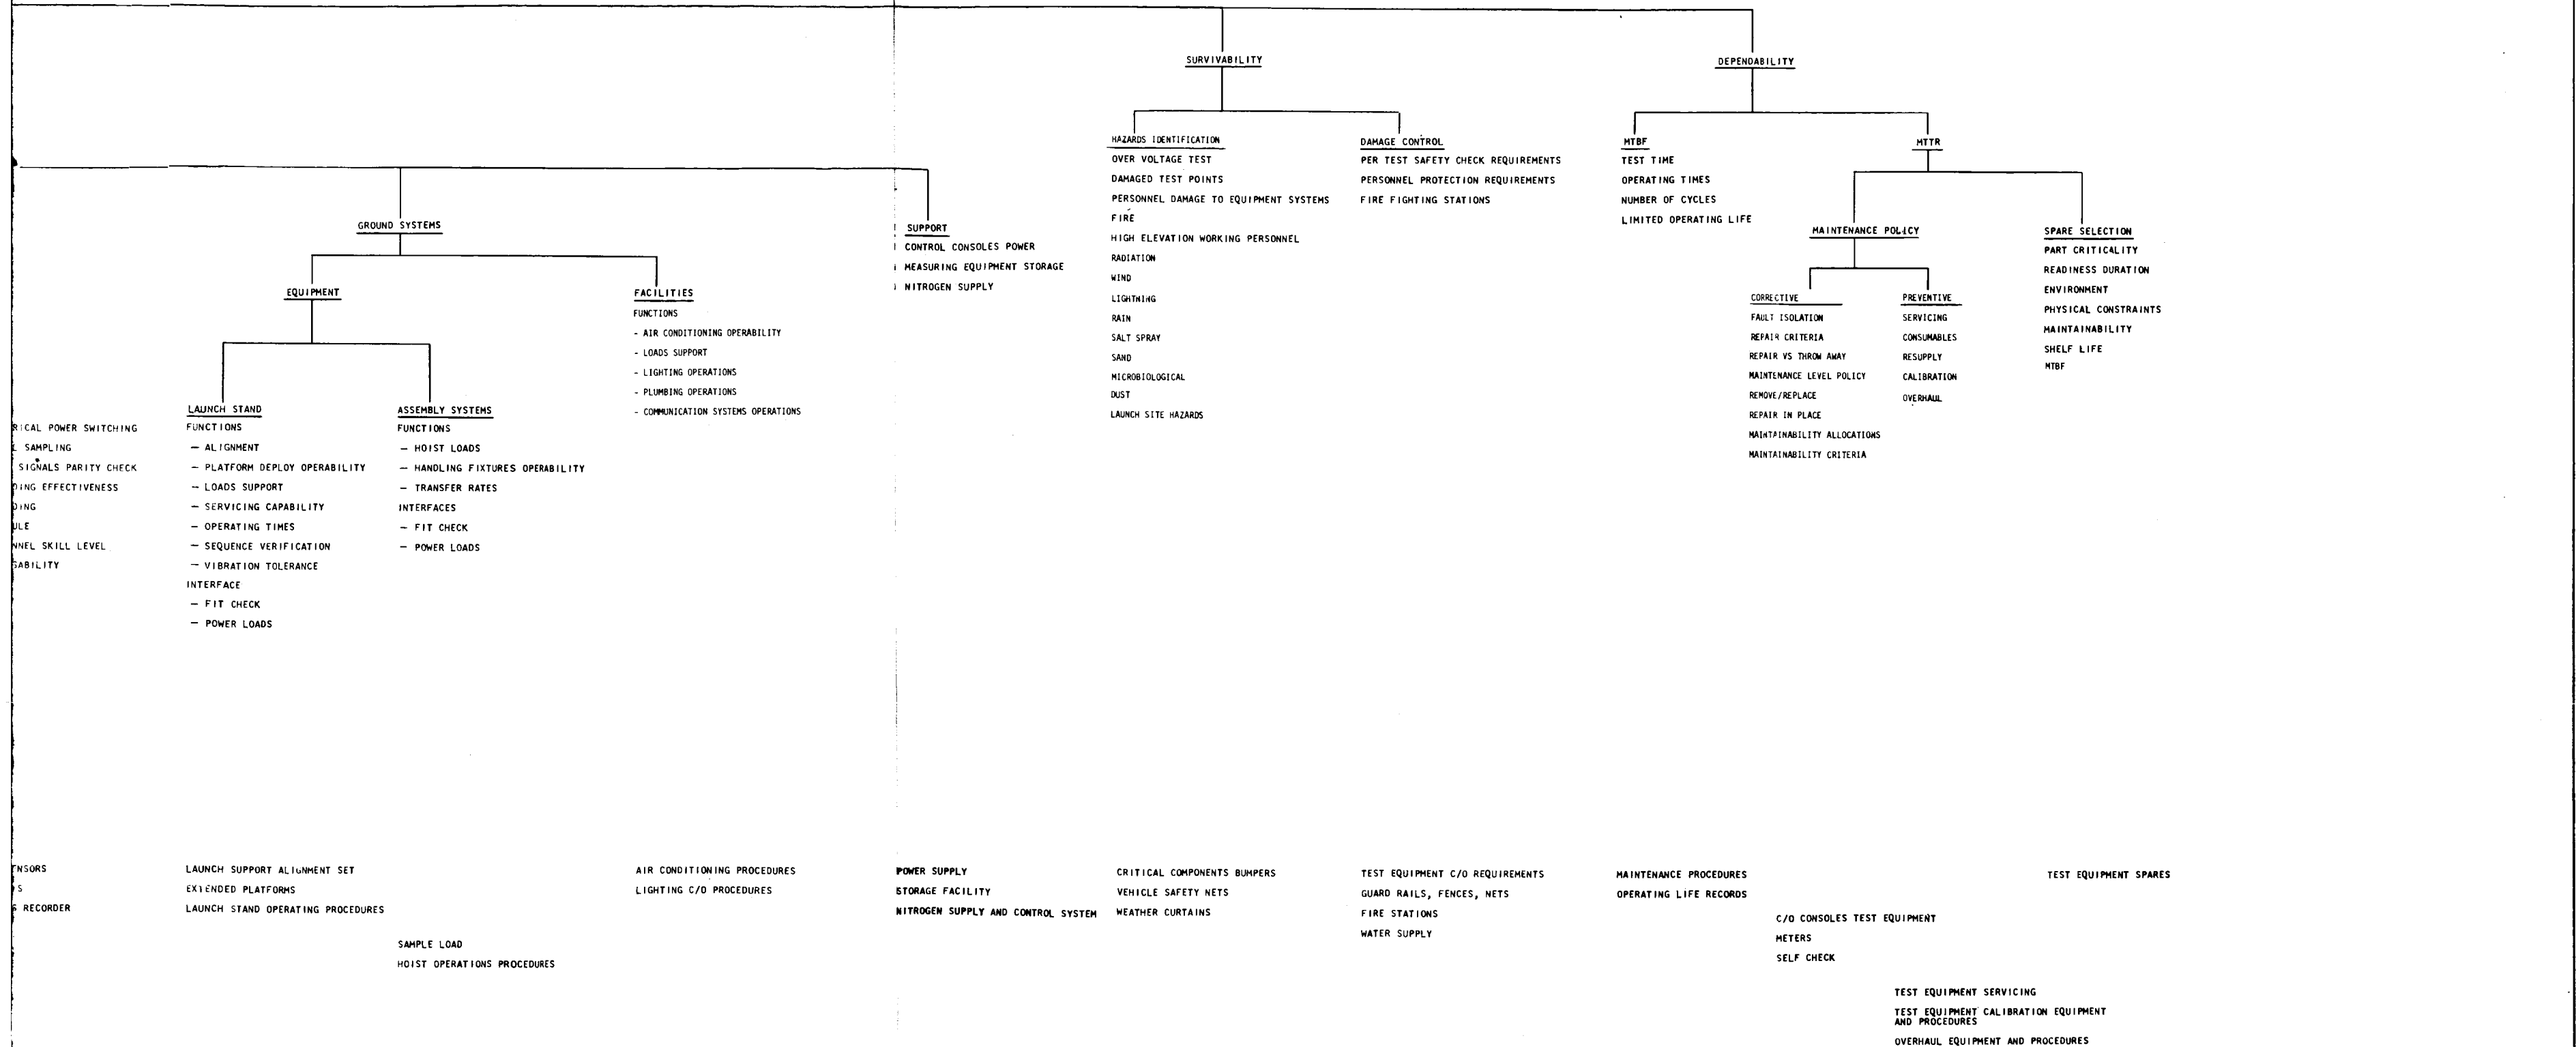 SURVIVABILITY
DEPENDABILITY
HAZARDS IDENTIFICATION
OVER VOLTAGE TEST
DAMAGED TEST POINTS
PERSONNEL DAMAGE TO EQUIPMENT SYSTEMS
FIRE
HIGH ELEVATION WORKING PERSONNEL
RADIATION
WIND
LIGHTNING
RAIN
SALT SPRAY
SAND
MICROBIOLOGICAL
DUST
LAUNCH SITE HAZARDS
DAMAGE CONTROL
PER TEST SAFETY CHECK REQUIREMENTS
PERSONNEL PROTECTION REQUIREMENTS
FIRE FIGHTING STATIONS
MTBF
TEST TIME
OPERATING TIMES
NUMBER OF CYCLES
LIMITED OPERATING LIFE
MTTR
MAINTENANCE POLICY
CORRECTIVE
FAULT ISOLATION
REPAIR CRITERIA
REPAIR VS THROW AWAY
MAINTENANCE LEVEL POLICY
REMOVE/REPLACE
REPAIR IN PLACE
MAINTAINABILITY ALLOCATIONS
MAINTAINABILITY CRITERIA
PREVENTIVE
SERVICING
CONSUMABLES
RESUPPLY
CALIBRATION
OVERHAUL
SPARE SELECTION
PART CRITICALITY
READINESS DURATION
ENVIRONMENT
PHYSICAL CONSTRAINTS
MAINTAINABILITY
SHELF LIFE
MTBF
GROUND SYSTEMS
SUPPORT
CONTROL CONSOLES POWER
MEASURING EQUIPMENT STORAGE
NITROGEN SUPPLY
EQUIPMENT
FACILITIES
FUNCTIONS
- AIR CONDITIONING OPERABILITY
- LOADS SUPPORT
- LIGHTING OPERATIONS
- PLUMBING OPERATIONS
- COMMUNICATION SYSTEMS OPERATIONS
RICAL POWER SWITCHING
L SAMPLING
SIGNALS PARITY CHECK
DING EFFECTIVENESS
DING
ULE
NNEL SKILL LEVEL
GABILITY
LAUNCH STAND
FUNCTIONS
— ALIGNMENT
— PLATFORM DEPLOY OPERABILITY
— LOADS SUPPORT
— SERVICING CAPABILITY
— OPERATING TIMES
— SEQUENCE VERIFICATION
— VIBRATION TOLERANCE
INTERFACE
— FIT CHECK
— POWER LOADS
ASSEMBLY SYSTEMS
FUNCTIONS
— HOIST LOADS
— HANDLING FIXTURES OPERABILITY
— TRANSFER RATES
INTERFACES
— FIT CHECK
— POWER LOADS
ENSORS
S
S RECORDER
LAUNCH SUPPORT ALIGNMENT SET
EXTENDED PLATFORMS
LAUNCH STAND OPERATING PROCEDURES
SAMPLE LOAD
HOIST OPERATIONS PROCEDURES
AIR CONDITIONING PROCEDURES
LIGHTING C/O PROCEDURES
POWER SUPPLY
STORAGE FACILITY
NITROGEN SUPPLY AND CONTROL SYSTEM
CRITICAL COMPONENTS BUMPERS
VEHICLE SAFETY NETS
WEATHER CURTAINS
TEST EQUIPMENT C/O REQUIREMENTS
GUARD RAILS, FENCES, NETS
FIRE STATIONS
WATER SUPPLY
MAINTENANCE PROCEDURES
OPERATING LIFE RECORDS
C/O CONSOLES TEST EQUIPMENT
METERS
SELF CHECK
TEST EQUIPMENT SERVICING
TEST EQUIPMENT CALIBRATION EQUIPMENT
AND PROCEDURES
OVERHAUL EQUIPMENT AND PROCEDURES
TEST EQUIPMENT SPARES